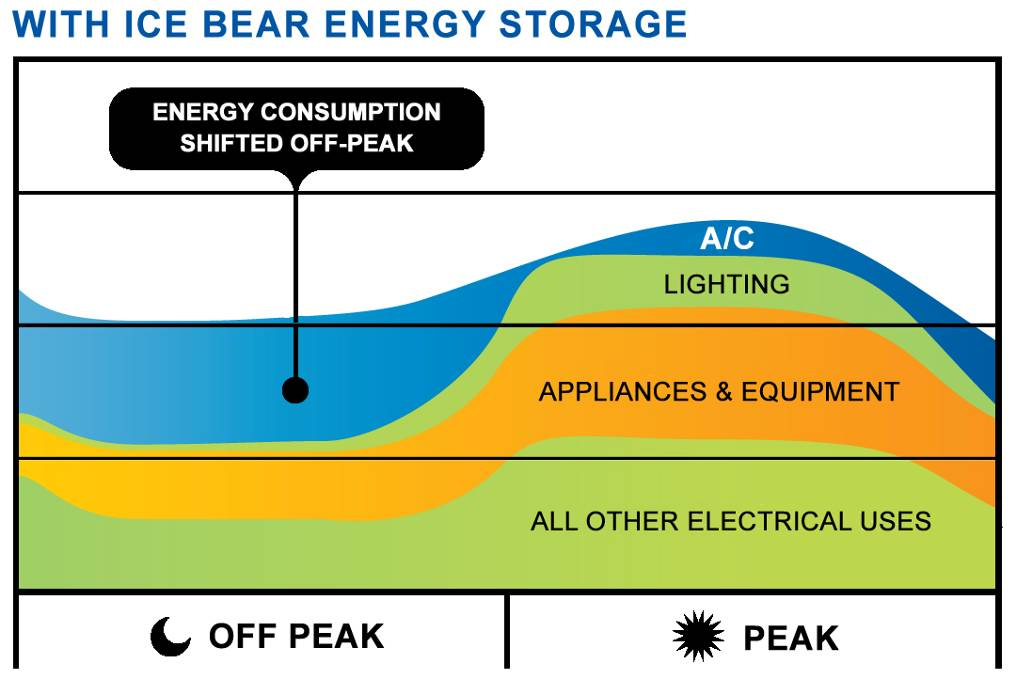 WITH ICE BEAR ENERGY STORAGE
ENERGY CONSUMPTION
SHIFTED OFF-PEAK
A/C
LIGHTING
APPLIANCES & EQUIPMENT
ALL OTHER ELECTRICAL USES
OFF PEAK
PEAK